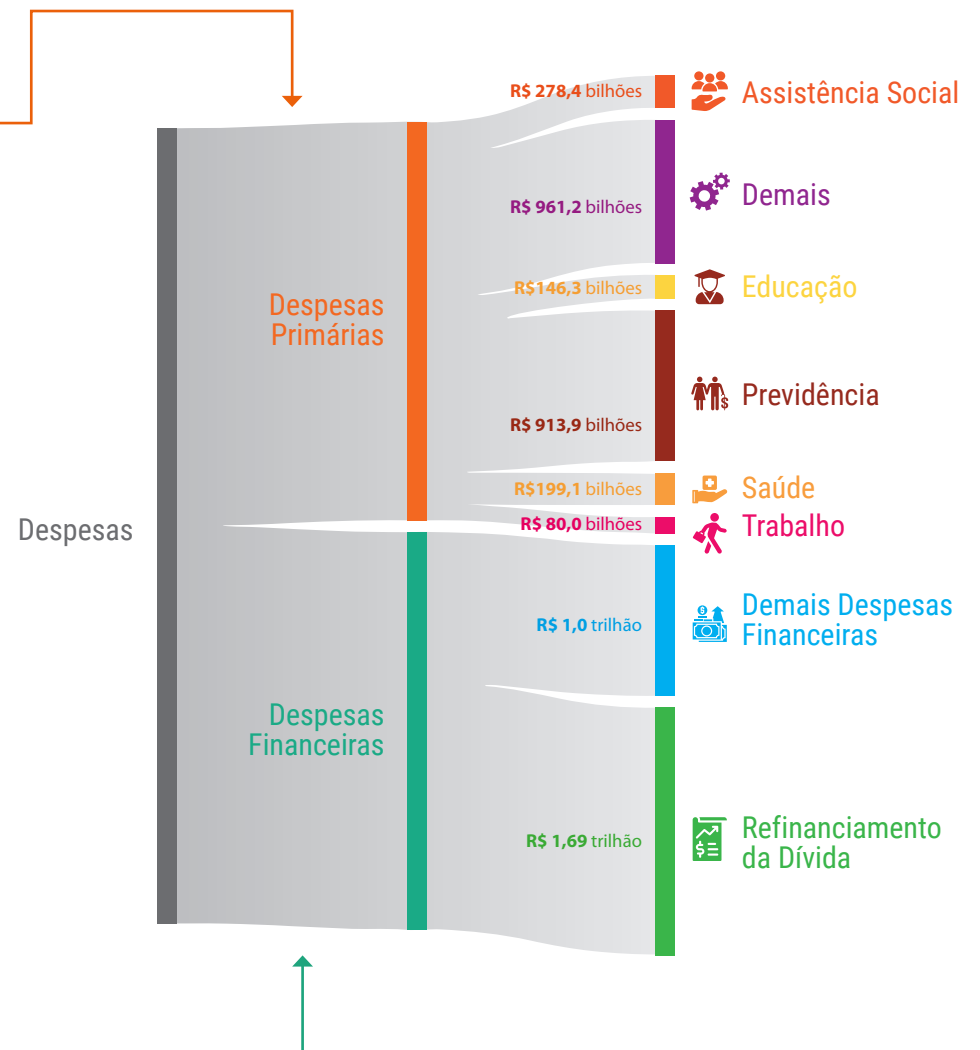 R$ 278,4 bilhões
Assistência Social
R$ 961,2 bilhões
Demais
R$146,3 bilhões
Educação
Despesas
Primárias
R$ 913,9 bilhões
Previdência
R$199,1 bilhões
Saúde
R$ 80,0 bilhões
Trabalho
Despesas
R$ 1,0 trilhão
Demais Despesas
Financeiras
Despesas
Financeiras
R$ 1,69 trilhão
Refinanciamento
da Dívida